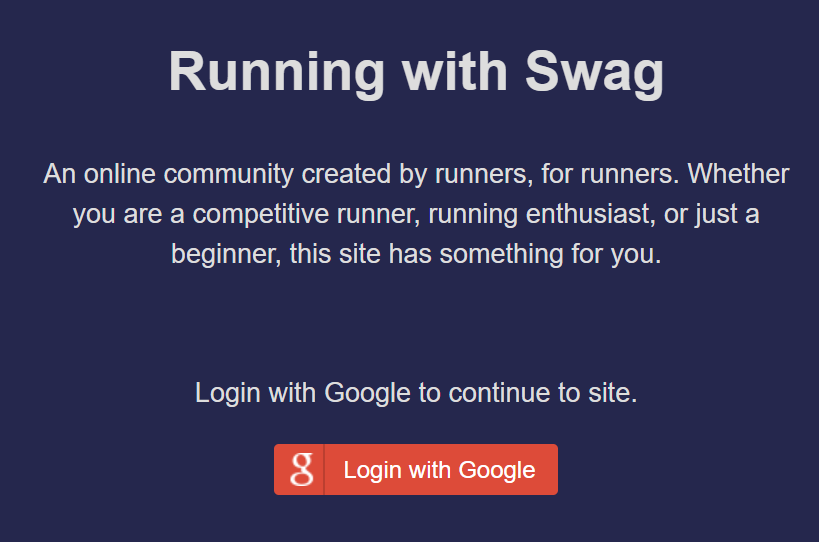 Running with Swag
An online community created by runners, for runners. Whether
you are a competitive runner, running enthusiast, or just a
beginner, this site has something for you.
Login with Google to continue to site.
g Login with Google